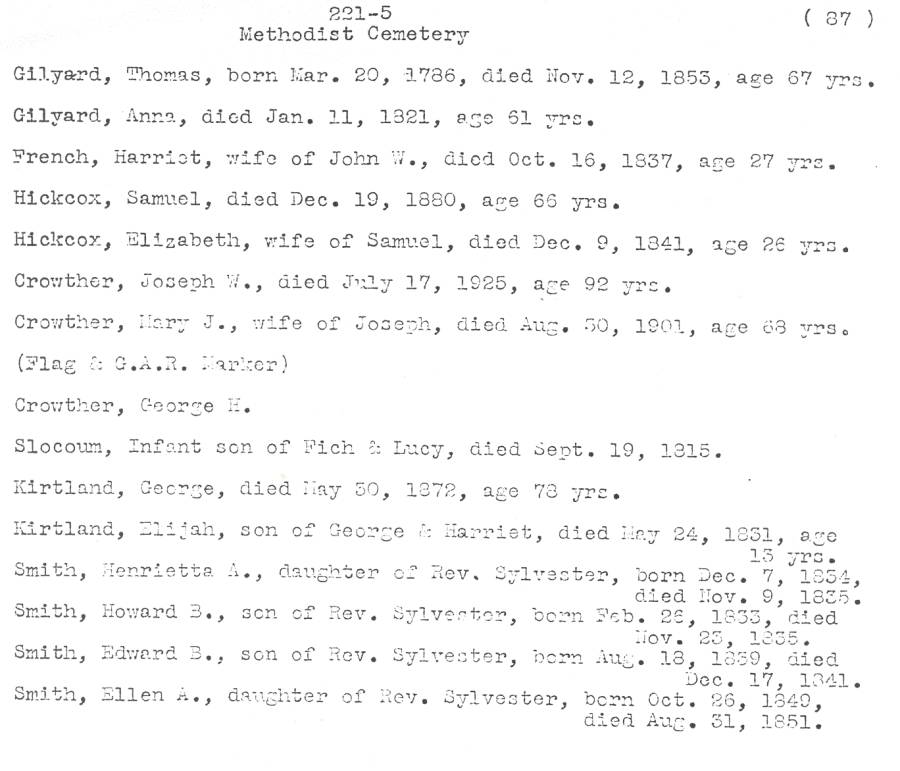 221-5
( 87 )
Methodist Cemetery
Gilyard, Thomas, born Mar. 20, 1786, died Nov. 12, 1853, age 67 yrs.
Gilyard, Anna, died Jan. 11, 1821, age 61 yrs.
French, Harriet, wife of John W., died Oct. 16, 1837, age 27 yrs.
Hickcox, Samuel, died Dec. 19, 1880, age 66 yrs.
Hickcox, Elizabeth, wife of Samuel, died Dec. 9, 1841, age 26 yrs.
Crowther, Joseph W., died July 17, 1925, age 92 yrs.
Crowther, Mary J., wife of Joseph, died Aug. 30, 1901, age 68 yrs.
(Flag & G.A.R. Marker)
Crowther, George H.
Slocoum, Infant son of Fich & Lucy, died Sept. 19, 1815.
Kirtland, George, died May 30, 1872, age 78 yrs.
Kirtland, Elijah, son of George & Harriet, died May 24, 1831, age
13 yrs.
Smith, Henrietta A., daughter of Rev. Sylvester, born Dec. 7, 1834,
died Nov. 9, 1835.
Smith, Howard B., son of Rev. Sylvester, born Feb. 26, 1833, died
Nov. 23, 1835.
Smith, Edward B., son of Rev. Sylvester, born Aug. 18, 1839, died
Dec. 17, 1841.
Smith, Ellen A., daughter of Rev. Sylvester, born Oct. 26, 1849,
died Aug. 31, 1851.